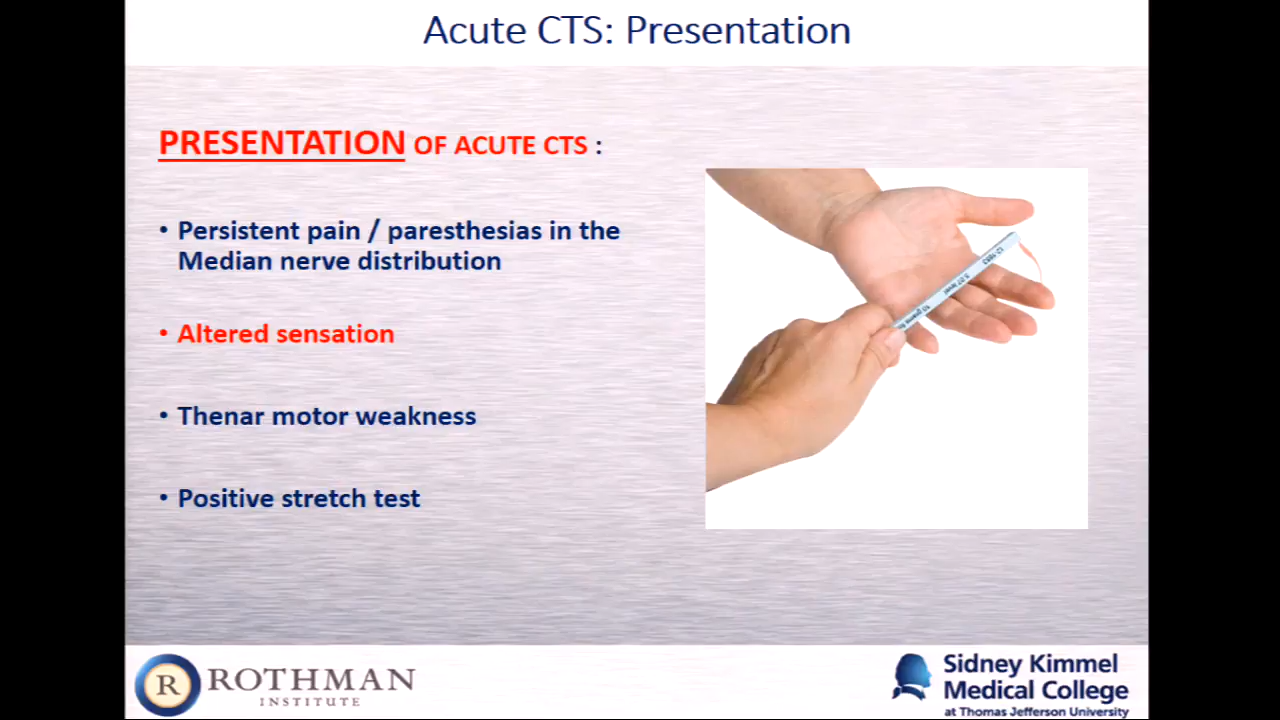 Acute CTS: Presentation
PRESENTATION OF ACUTE CTS :
• Persistent pain / paresthesias in the
Median nerve distribution
• Altered sensation
• Thenar motor weakness
• Positive stretch test
R ROTHMAN
INSTITUTE
Sidney Kimmel
Medical College
at Thomas Jefferson University